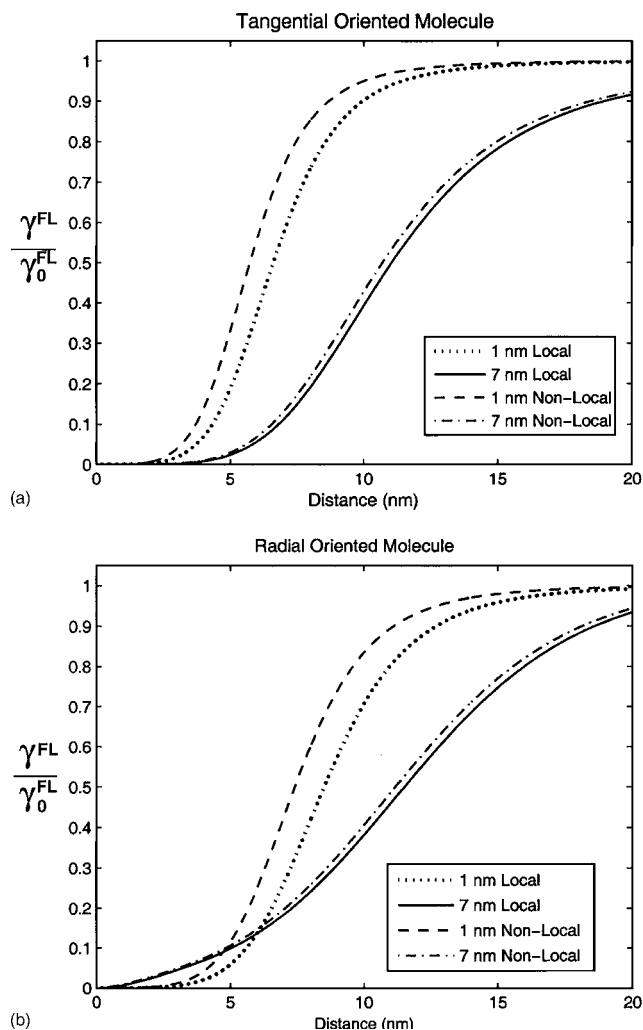 Tangential Oriented Molecule
1
0.9
0.8
0.7
0.6
0.5
0.4
0.3
0.2
0.1
0
γFL
γ0FL
1 nm Local
7 nm Local
1 nm Non-Local
7 nm Non-Local
0 5 10 15 20
(a) Distance (nm)
Radial Oriented Molecule
1
0.9
0.8
0.7
0.6
0.5
0.4
0.3
0.2
0.1
0
γFL
γ0FL
1 nm Local
7 nm Local
1 nm Non-Local
7 nm Non-Local
0 5 10 15 20
(b) Distance (nm)